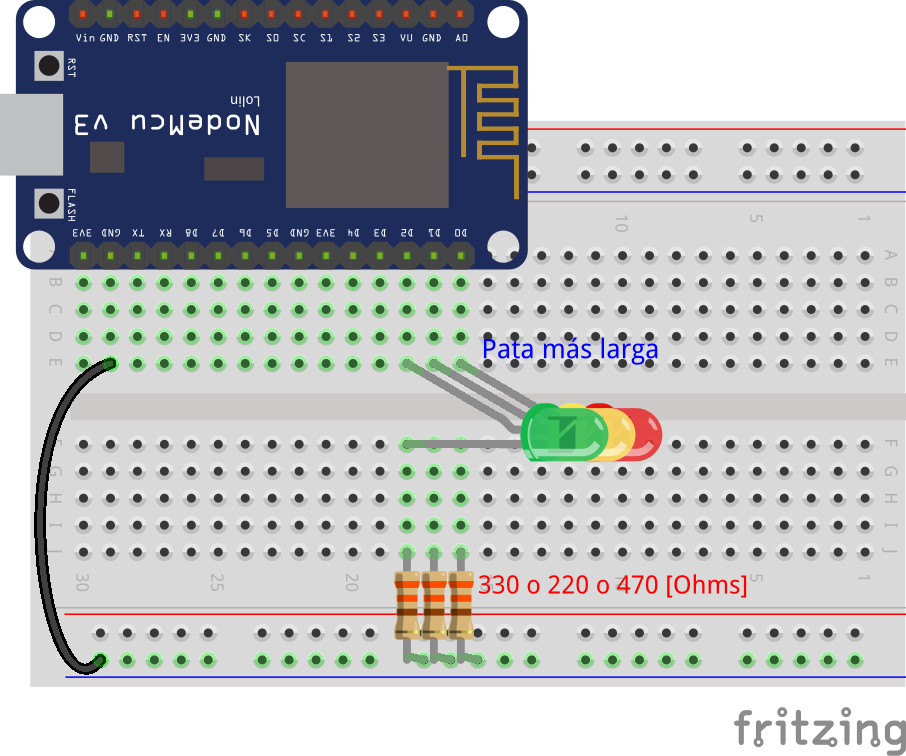 Vin GND RST EN 3V3 GND SK SO SC S1 S2 S3 VU GND AO
RST
Lolin
NodeMcu v3
FLASH
3V3 GND TX RX D8 D7 D6 D5 GND 3V3 D4 D3 D2 D1 D0
10 5 1
A
B B
C C
D D
Pata más larga
E E
F F
G G
H H
I I
J J
30 25 20 5 1
330 o 220 o 470 [Ohms]
fritzing